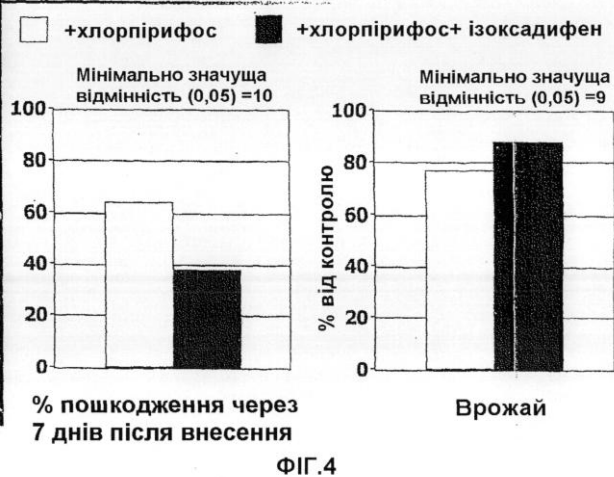 +хлорпірифос
+хлорпірифос+ ізоксадифен
Мінімально значуща
відмінність (0,05) =10
100
80
60
40
20
0
% пошкодження через
7 днів після внесення
Мінімально значуща
відмінність (0,05) =9
% від контролю
100
80
60
40
20
0
Врожай
ФІГ.4